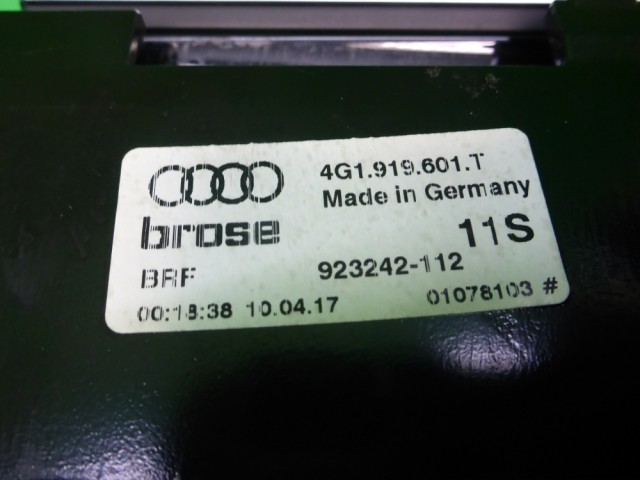 4G1.919.601.T
Made in Germany
brose 11S
BRF 923242-112
00:18:38 10.04.17 01078103 #